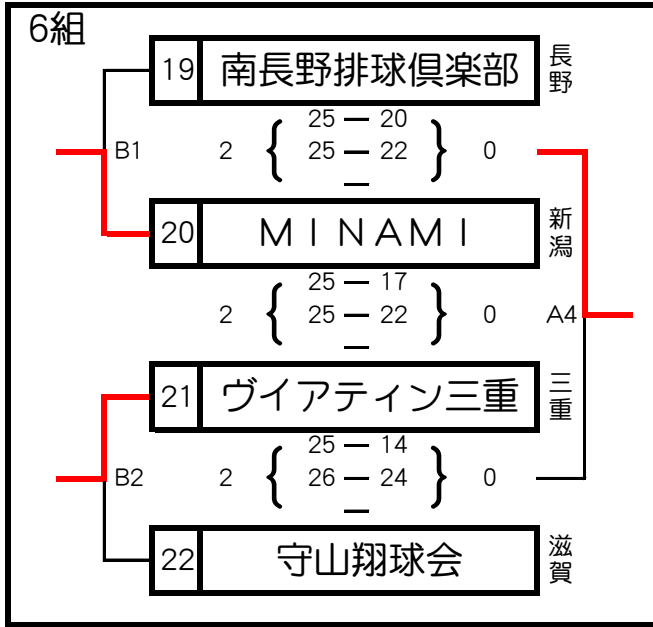 6組
19 南長野排球倶楽部 長野
25 — 20
B1 2 { 25 — 22 } 0
—
20 MINAMI 新潟
25 — 17
2 { 25 — 22 } 0 A4
—
21 ヴイアティン三重 三重
25 — 14
B2 2 { 26 — 24 } 0
—
22 守山翔球会 滋賀